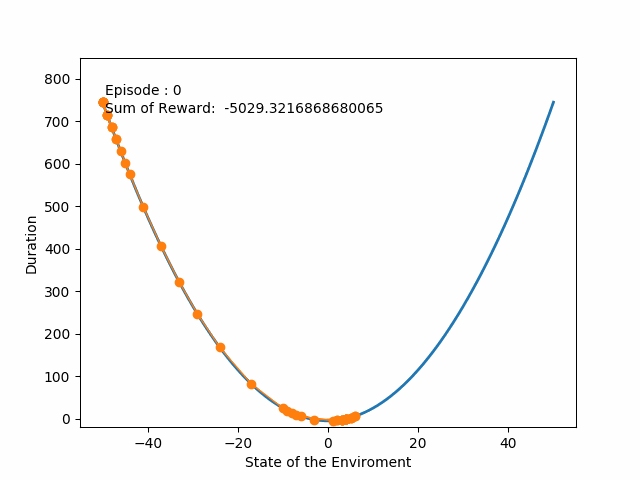 Episode : 0
Sum of Reward:  -5029.3216868680065
800
700
600
500
400
300
200
100
0
Duration
−40 −20 0 20 40
State of the Enviroment